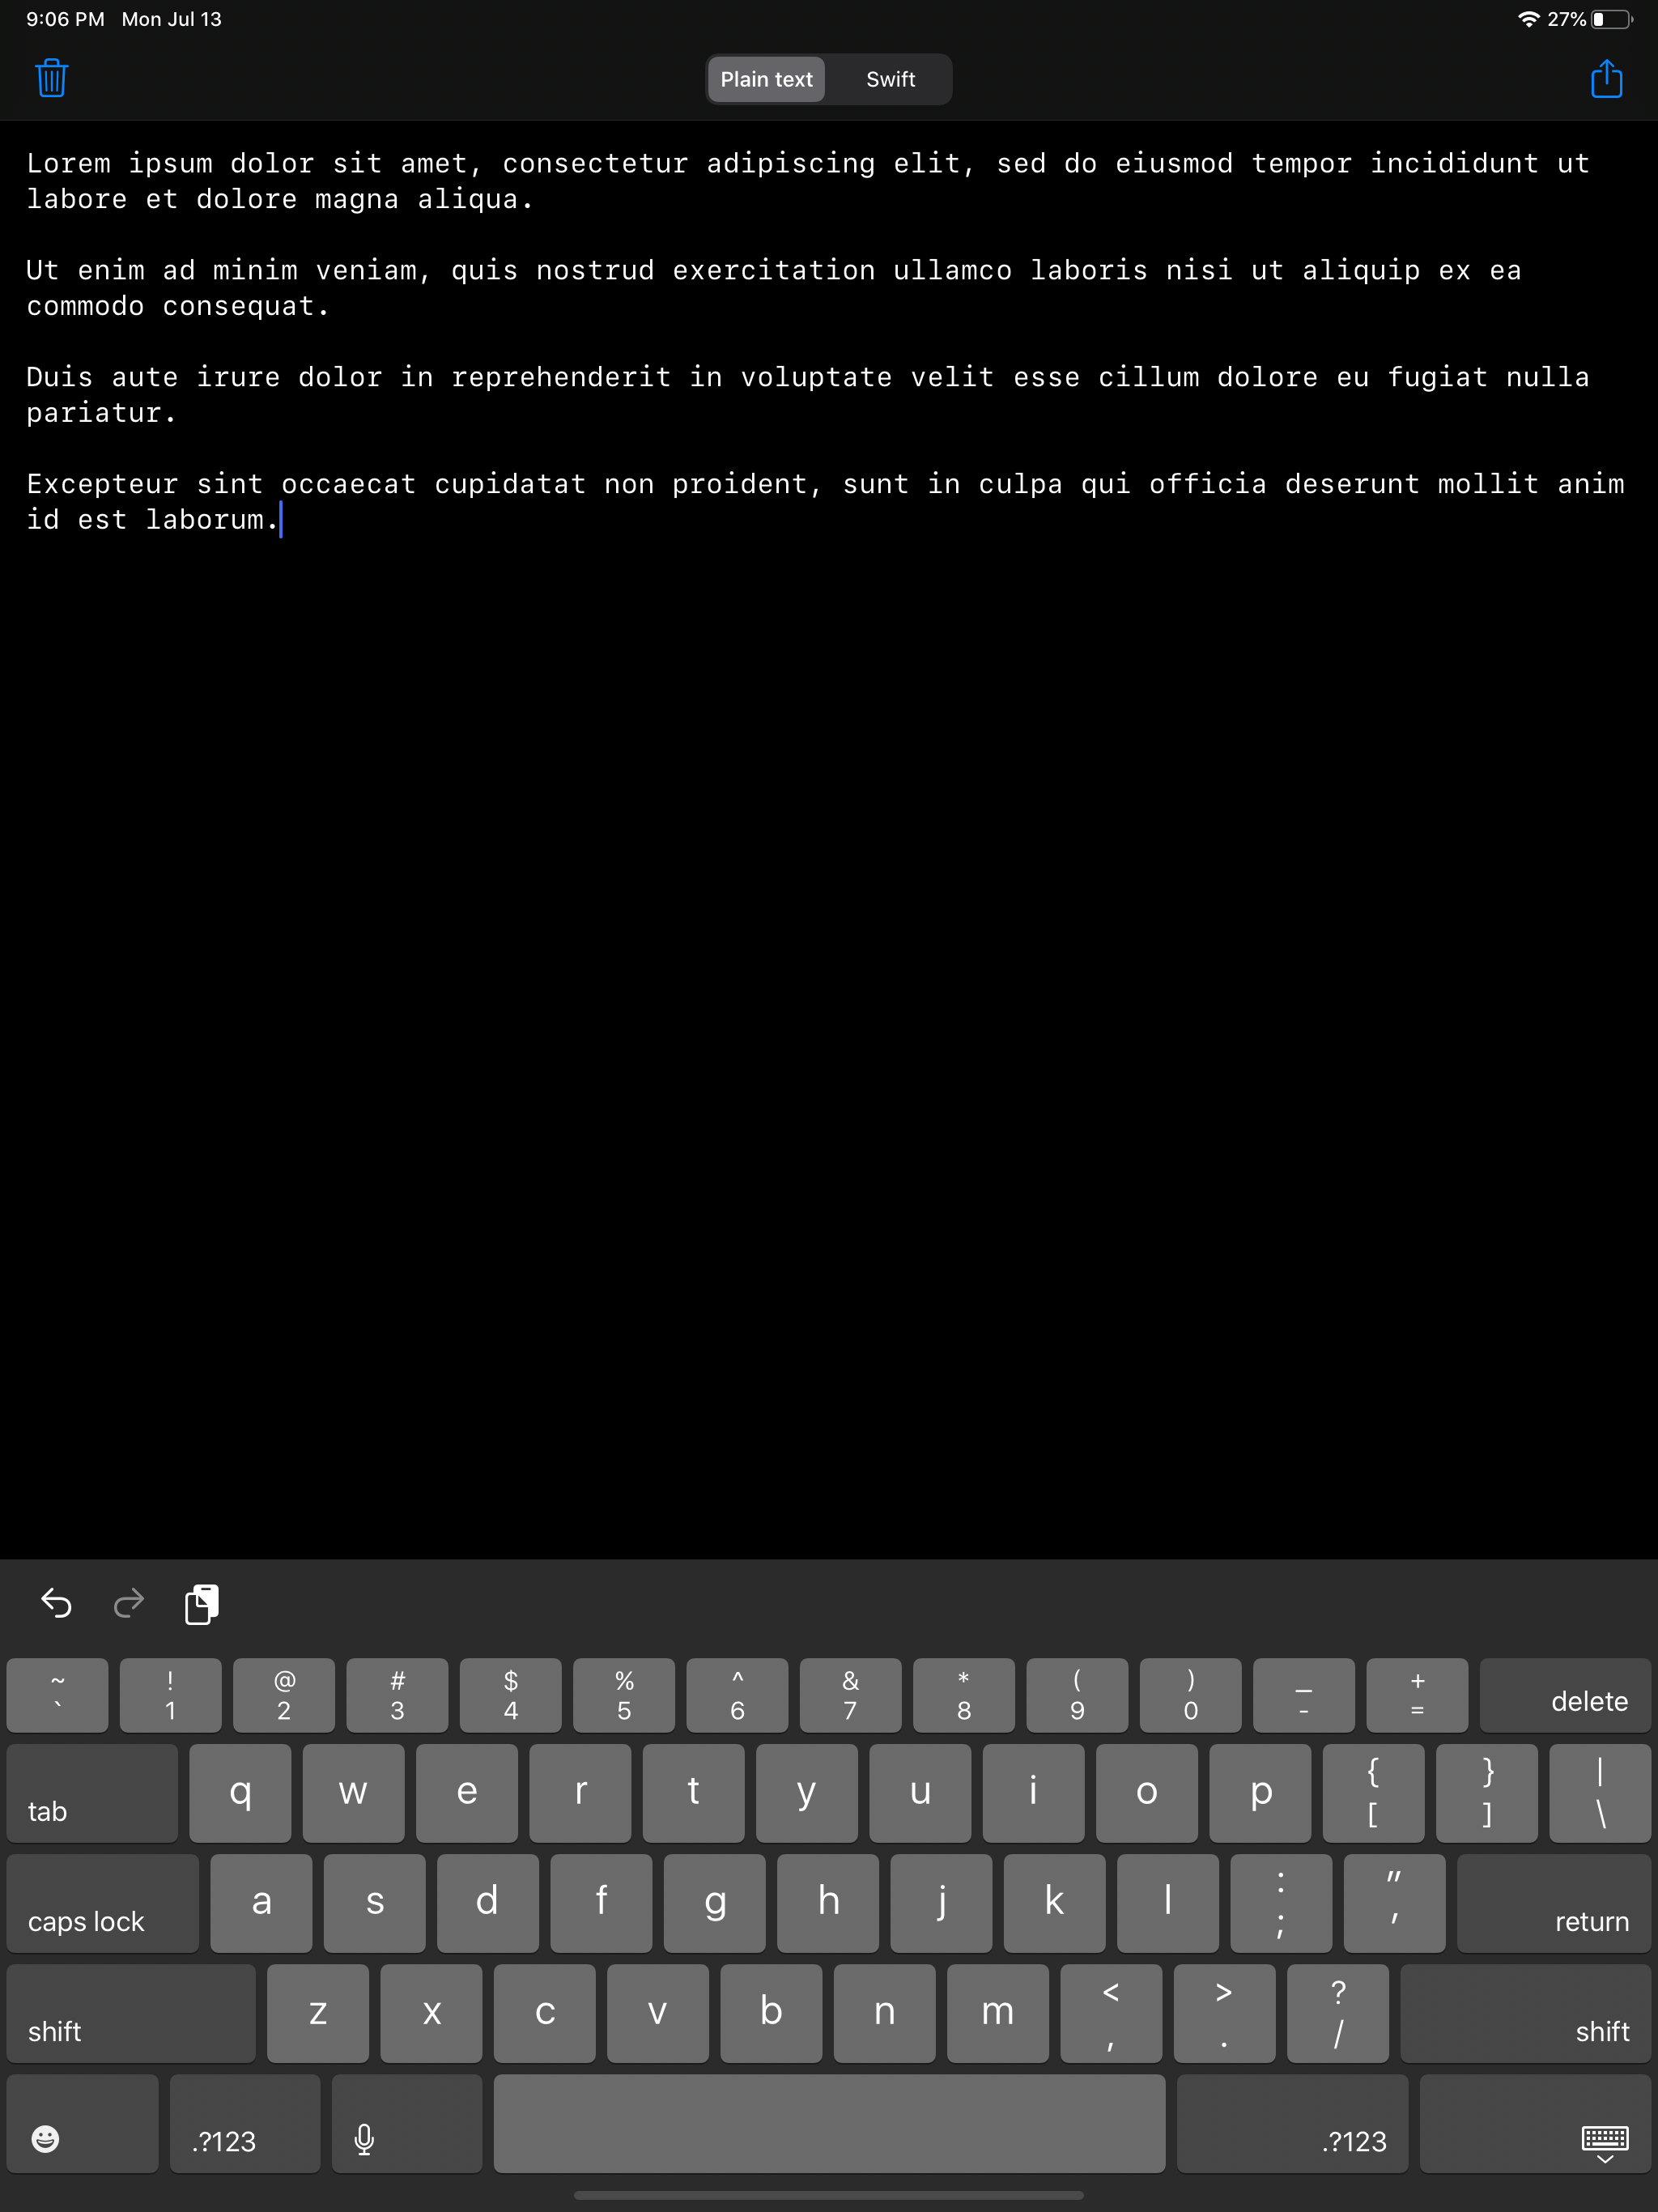 9:06 PM Mon Jul 13 27%
Plain text Swift
Lorem ipsum dolor sit amet, consectetur adipiscing elit, sed do eiusmod tempor incididunt ut
labore et dolore magna aliqua.
Ut enim ad minim veniam, quis nostrud exercitation ullamco laboris nisi ut aliquip ex ea
commodo consequat.
Duis aute irure dolor in reprehenderit in voluptate velit esse cillum dolore eu fugiat nulla
pariatur.
Excepteur sint occaecat cupidatat non proident, sunt in culpa qui officia deserunt mollit anim
id est laborum.
~ ! @ # $ % ^ & * ( ) _ +
` 1 2 3 4 5 6 7 8 9 0 - = delete
{ } |
tab q w e r t y u i o p [ ] \
: "
caps lock a s d f g h j k l ; ' return
< > ?
shift z x c v b n m , . / shift
.?123 .?123